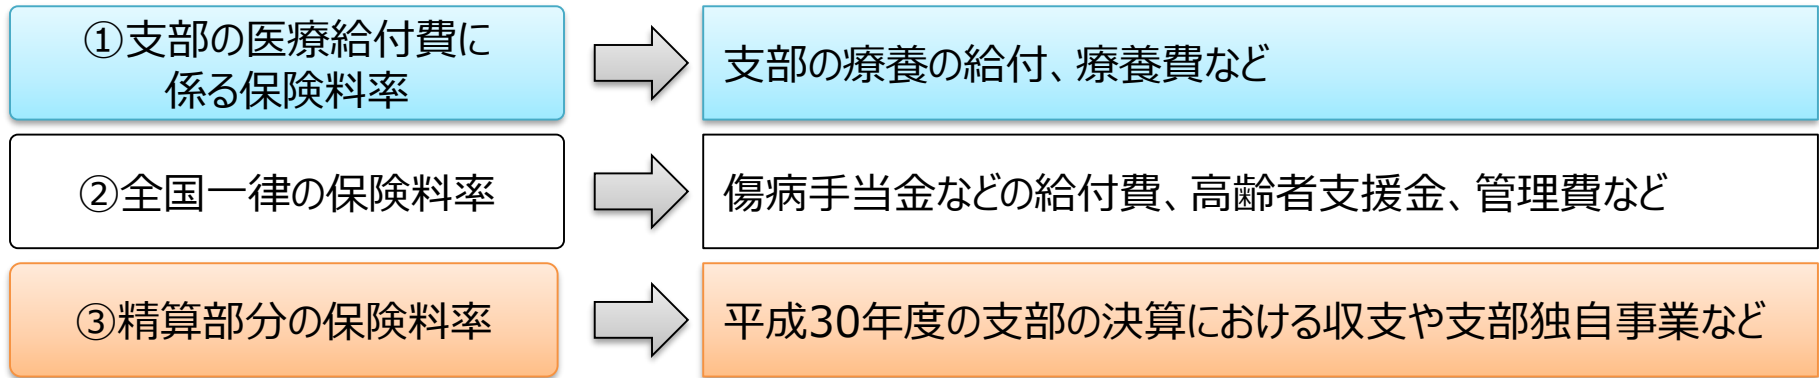 ①支部の医療給付費に
係る保険料率
支部の療養の給付、療養費など
②全国一律の保険料率
傷病手当金などの給付費、高齢者支援金、管理費など
③精算部分の保険料率
平成30年度の支部の決算における収支や支部独自事業など